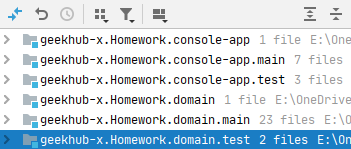 geekhub-x.Homework.console-app 1 file E:\One
geekhub-x.Homework.console-app.main 7 files
geekhub-x.Homework.console-app.test 3 files
geekhub-x.Homework.domain 1 file E:\OneDrive
geekhub-x.Homework.domain.main 23 files E:\O
geekhub-x.Homework.domain.test 2 files E:\On